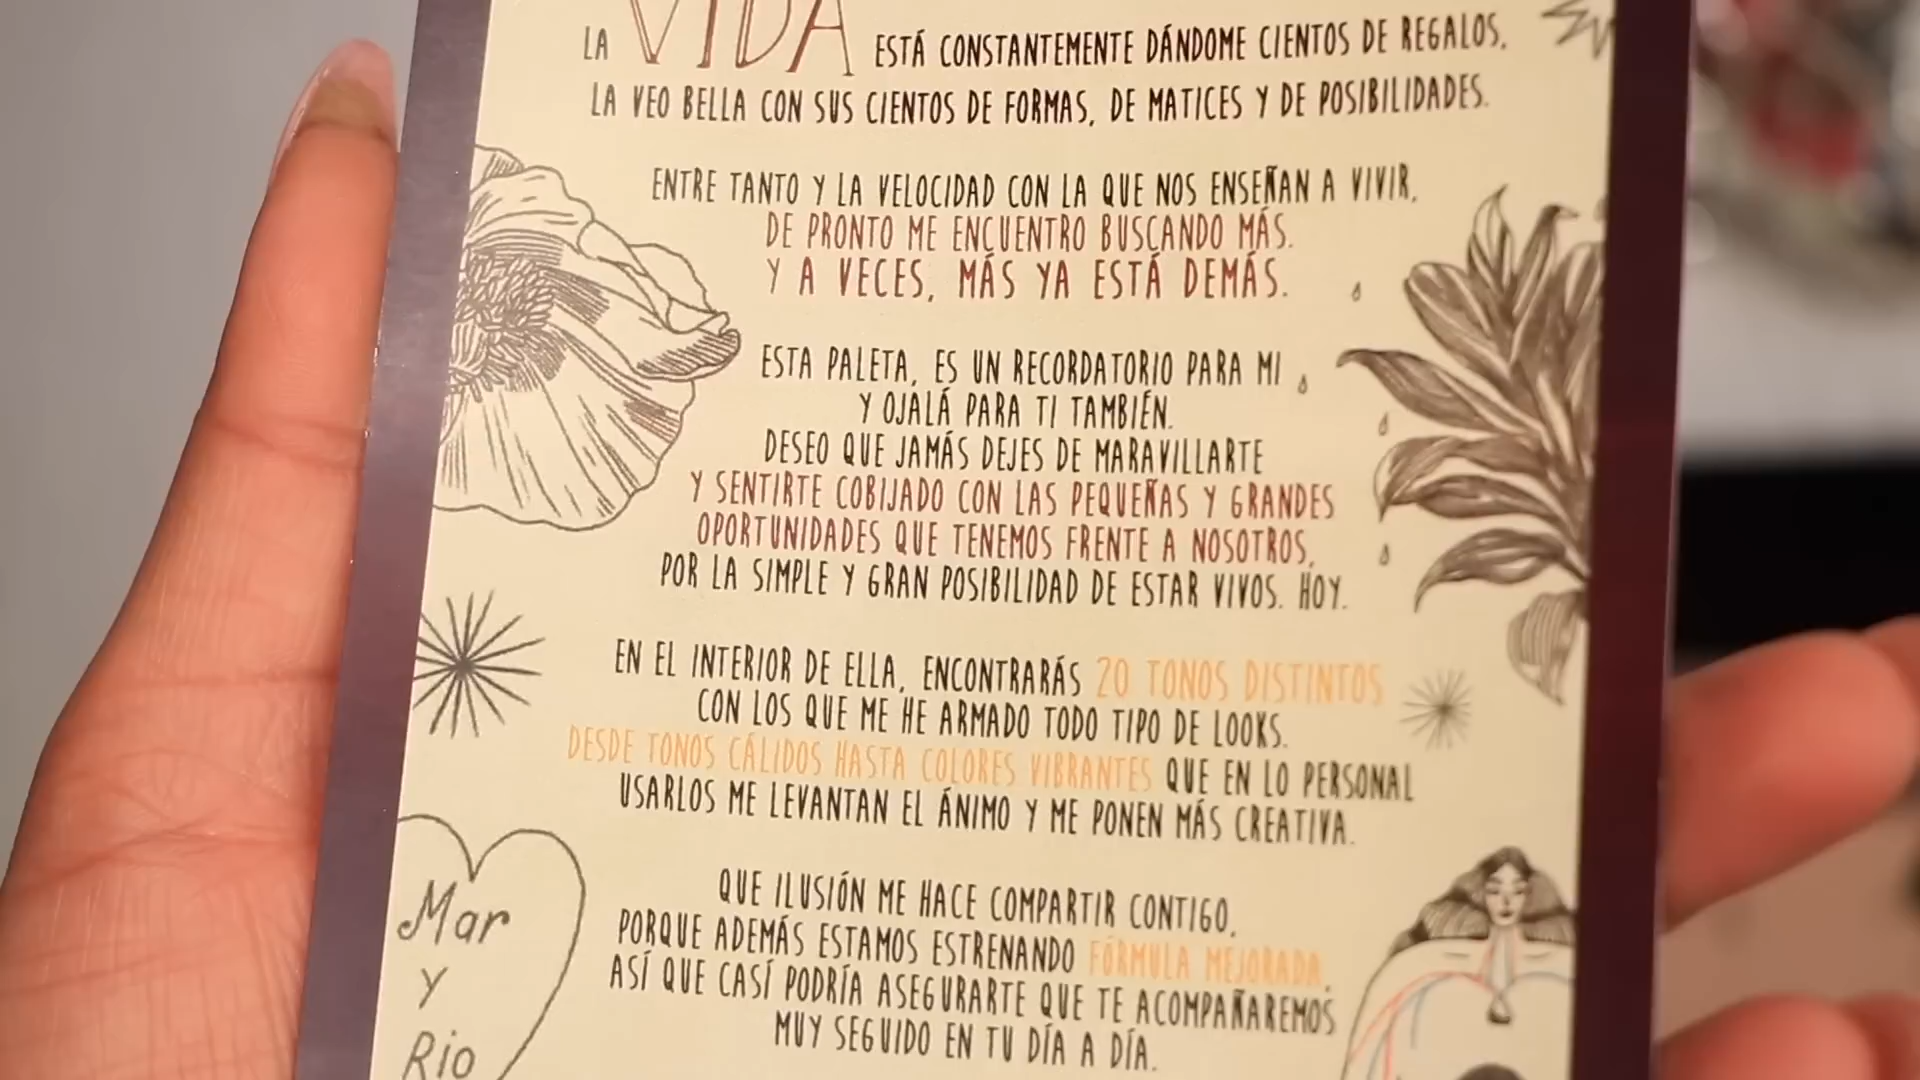 LA VIDA ESTÁ CONSTANTEMENTE DÁNDOME CIENTOS DE REGALOS.
LA VEO BELLA CON SUS CIENTOS DE FORMAS, DE MATICES Y DE POSIBILIDADES.
ENTRE TANTO Y LA VELOCIDAD CON LA QUE NOS ENSEÑAN A VIVIR,
DE PRONTO ME ENCUENTRO BUSCANDO MÁS.
Y A VECES, MÁS YA ESTÁ DEMÁS.
ESTA PALETA, ES UN RECORDATORIO PARA MI
Y OJALÁ PARA TI TAMBIÉN.
DESEO QUE JAMÁS DEJES DE MARAVILLARTE
Y SENTIRTE COBIJADO CON LAS PEQUEÑAS Y GRANDES
OPORTUNIDADES QUE TENEMOS FRENTE A NOSOTROS,
POR LA SIMPLE Y GRAN POSIBILIDAD DE ESTAR VIVOS. HOY.
EN EL INTERIOR DE ELLA, ENCONTRARÁS 20 TONOS DISTINTOS
CON LOS QUE ME HE ARMADO TODO TIPO DE LOOKS.
DESDE TONOS CÁLIDOS HASTA COLORES VIBRANTES QUE EN LO PERSONAL
USARLOS ME LEVANTAN EL ÁNIMO Y ME PONEN MÁS CREATIVA.
QUE ILUSIÓN ME HACE COMPARTIR CONTIGO,
PORQUE ADEMÁS ESTAMOS ESTRENANDO FÓRMULA MEJORADA,
ASÍ QUE CASÍ PODRÍA ASEGURARTE QUE TE ACOMPAÑAREMOS
MUY SEGUIDO EN TU DÍA A DÍA.
Mar
y
Rio